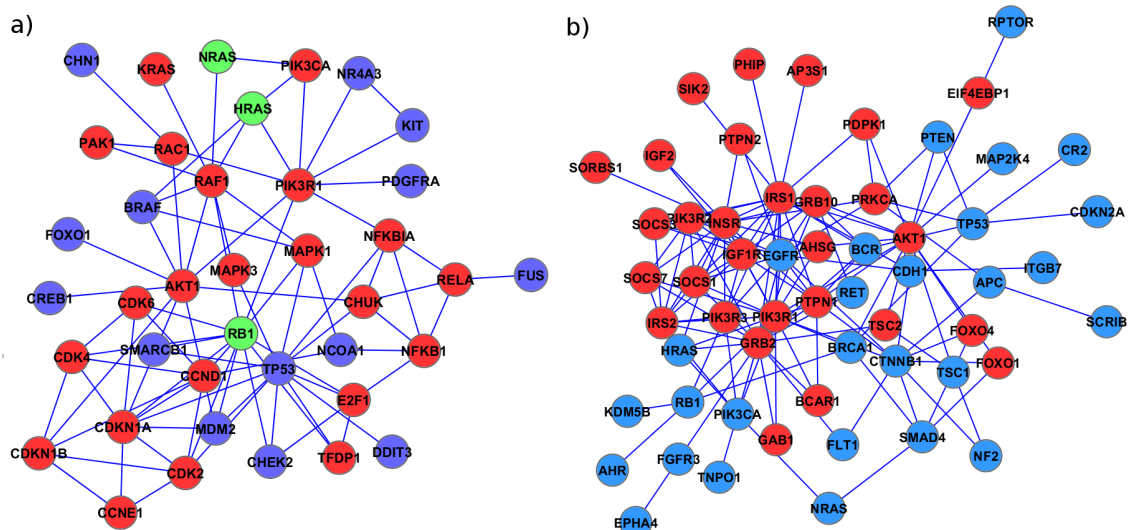 a)
NRAS
CHN1
KRAS
PIK3CA
NR4A3
HRAS
KIT
PAK1
RAC1
RAF1
PIK3R1
PDGFRA
BRAF
FOXO1
NFKBIA
MAPK1
MAPK3
AKT1
RELA
FUS
CREB1
CDK6
CHUK
RB1
SMARCB1
NCOA1
NFKB1
CDK4
CCND1
TP53
E2F1
CDKN1A
MDM2
CDKN1B
CDK2
CHEK2
TFDP1
DDIT3
CCNE1
b)
RPTOR
PHIP
AP3S1
SIK2
EIF4EBP1
PTPN2
PDPK1
PTEN
CR2
SORBS1
IGF2
MAP2K4
IRS1
GRB10
PRKCA
SOCS3
PIK3R2
INSR
TP53
CDKN2A
AKT1
AHSG
BCR
IGF1R
EGFR
SOCS7
SOCS1
CDH1
ITGB7
RET
APC
PTPN1
IRS2
PIK3R3
PIK3R1
TSC2
FOXO4
SCRIB
GRB2
HRAS
BRCA1
CTNNB1
TSC1
FOXO1
KDM5B
RB1
PIK3CA
BCAR1
GAB1
FLT1
SMAD4
NF2
AHR
FGFR3
TNPO1
NRAS
EPHA4